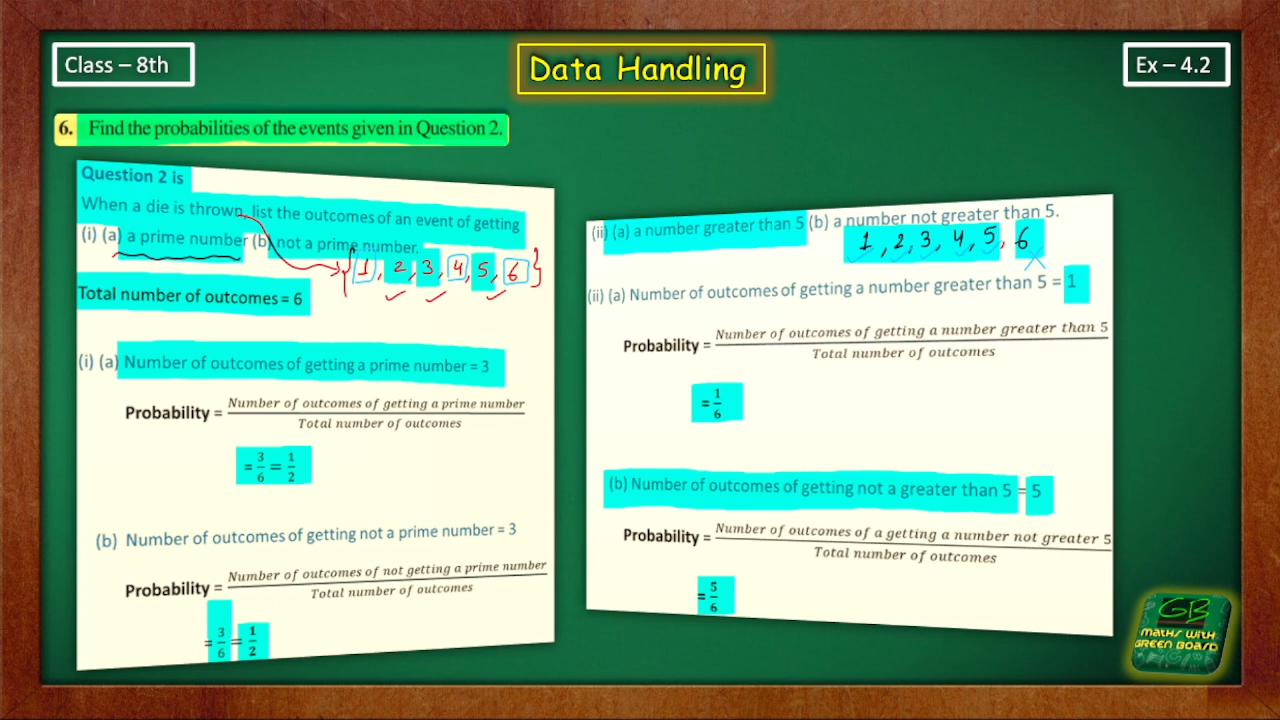 Class – 8th
Data Handling
Ex – 4.2
6. Find the probabilities of the events given in Question 2.
Question 2 is
When a die is thrown, list the outcomes of an event of getting
(i) (a) a prime number (b) not a prime number.
{1, 2, 3, 4, 5, 6}
Total number of outcomes = 6
(i) (a) Number of outcomes of getting a prime number = 3
Probability = Number of outcomes of getting a prime number
Total number of outcomes
= 3/6 = 1/2
(b) Number of outcomes of getting not a prime number = 3
Probability = Number of outcomes of not getting a prime number
Total number of outcomes
= 3/6 = 1/2
(ii) (a) a number greater than 5 (b) a number not greater than 5.
1, 2, 3, 4, 5, 6
(ii) (a) Number of outcomes of getting a number greater than 5 = 1
Probability = Number of outcomes of getting a number greater than 5
Total number of outcomes
= 1/6
(b) Number of outcomes of getting not a greater than 5 = 5
Probability = Number of outcomes of a getting a number not greater 5
Total number of outcomes
= 5/6
GB
MATHS WITH
GREEN BOARD